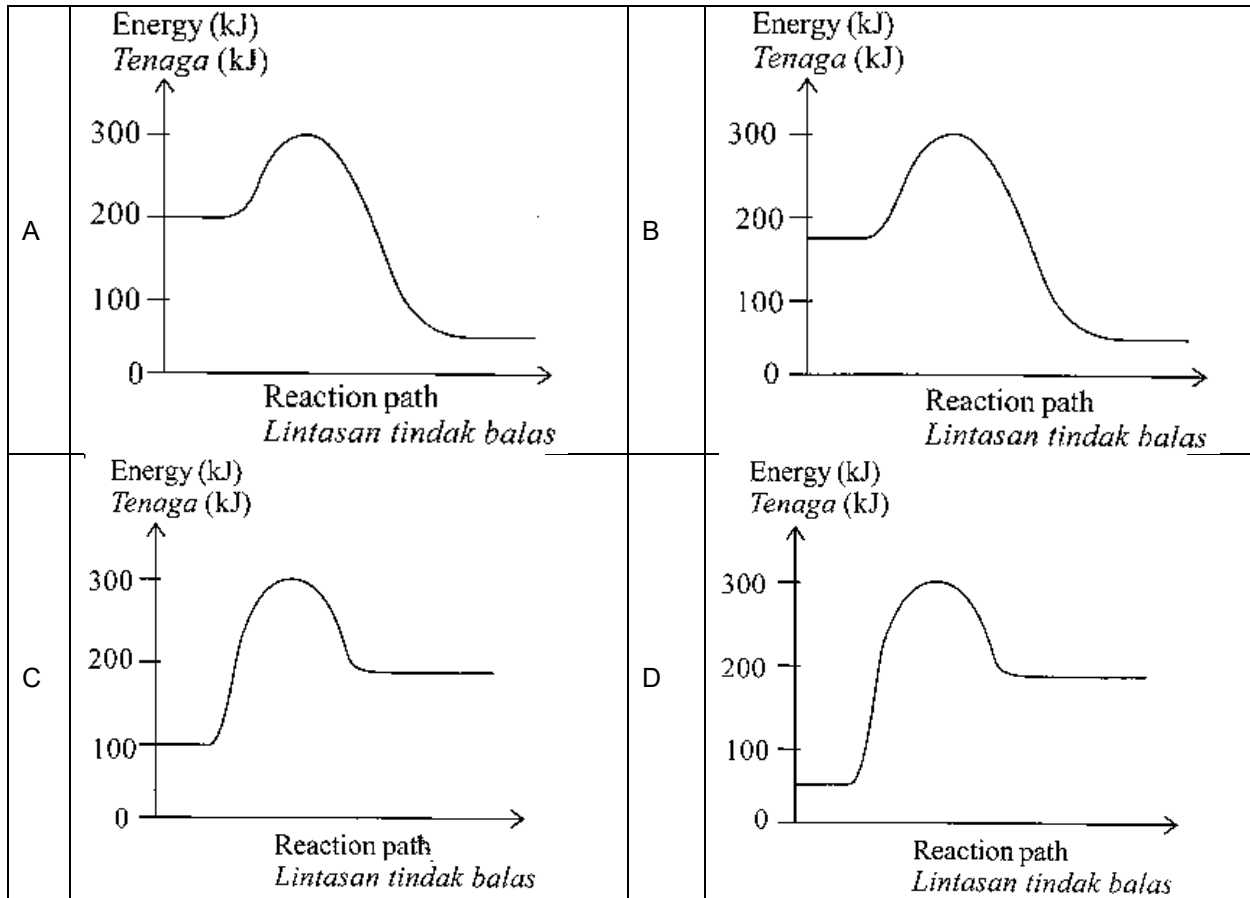 A
Energy (kJ)
Tenaga (kJ)
300
200
100
0
Reaction path
Lintasan tindak balas
B
Energy (kJ)
Tenaga (kJ)
300
200
100
0
Reaction path
Lintasan tindak balas
C
Energy (kJ)
Tenaga (kJ)
300
200
100
0
Reaction path
Lintasan tindak balas
D
Energy (kJ)
Tenaga (kJ)
300
200
100
0
Reaction path
Lintasan tindak balas